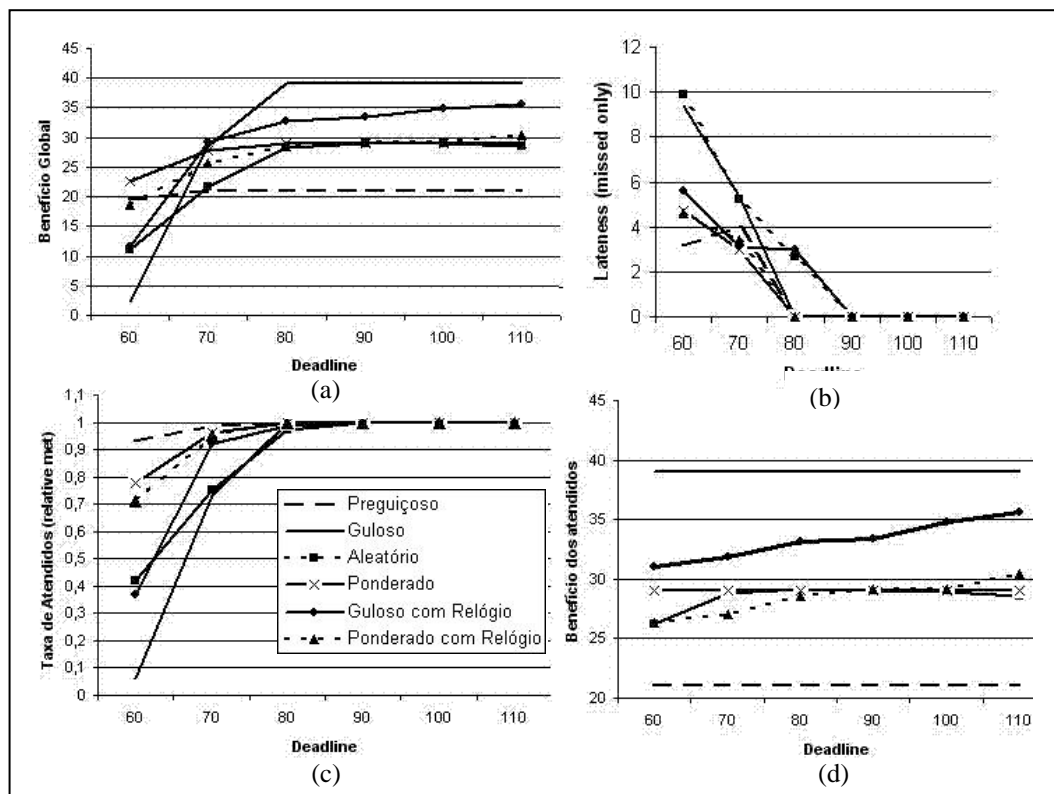 45
40
35
30
25
20
15
10
5
0
Benefício Global
60 70 80 90 100 110
Deadline
(a)
12
10
8
6
4
2
0
Lateness (missed only)
60 70 80 90 100 110
Deadline
(b)
1,1
1
0,9
0,8
0,7
0,6
0,5
0,4
0,3
0,2
0,1
0
Taxa de Atendidos (relative met)
Preguiçoso
Guloso
Aleatório
Ponderado
Guloso com Relógio
Ponderado com Relógio
60 70 80 90 100 110
Deadline
(c)
45
40
35
30
25
20
Benefício dos atendidos
60 70 80 90 100 110
Deadline
(d)